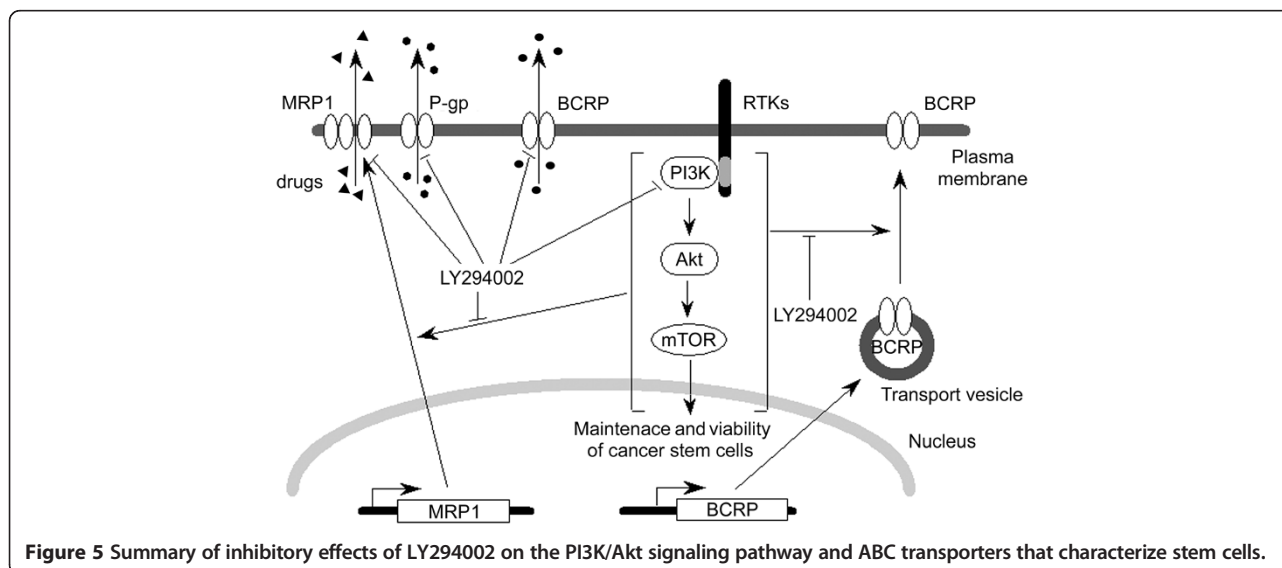 MRP1
P-gp
BCRP
RTKs
BCRP
drugs
PI3K
Plasma
membrane
LY294002
Akt
LY294002
mTOR
BCRP
Transport vesicle
Maintenace and viability
of cancer stem cells
Nucleus
MRP1
BCRP
Figure 5 Summary of inhibitory effects of LY294002 on the PI3K/Akt signaling pathway and ABC transporters that characterize stem cells.